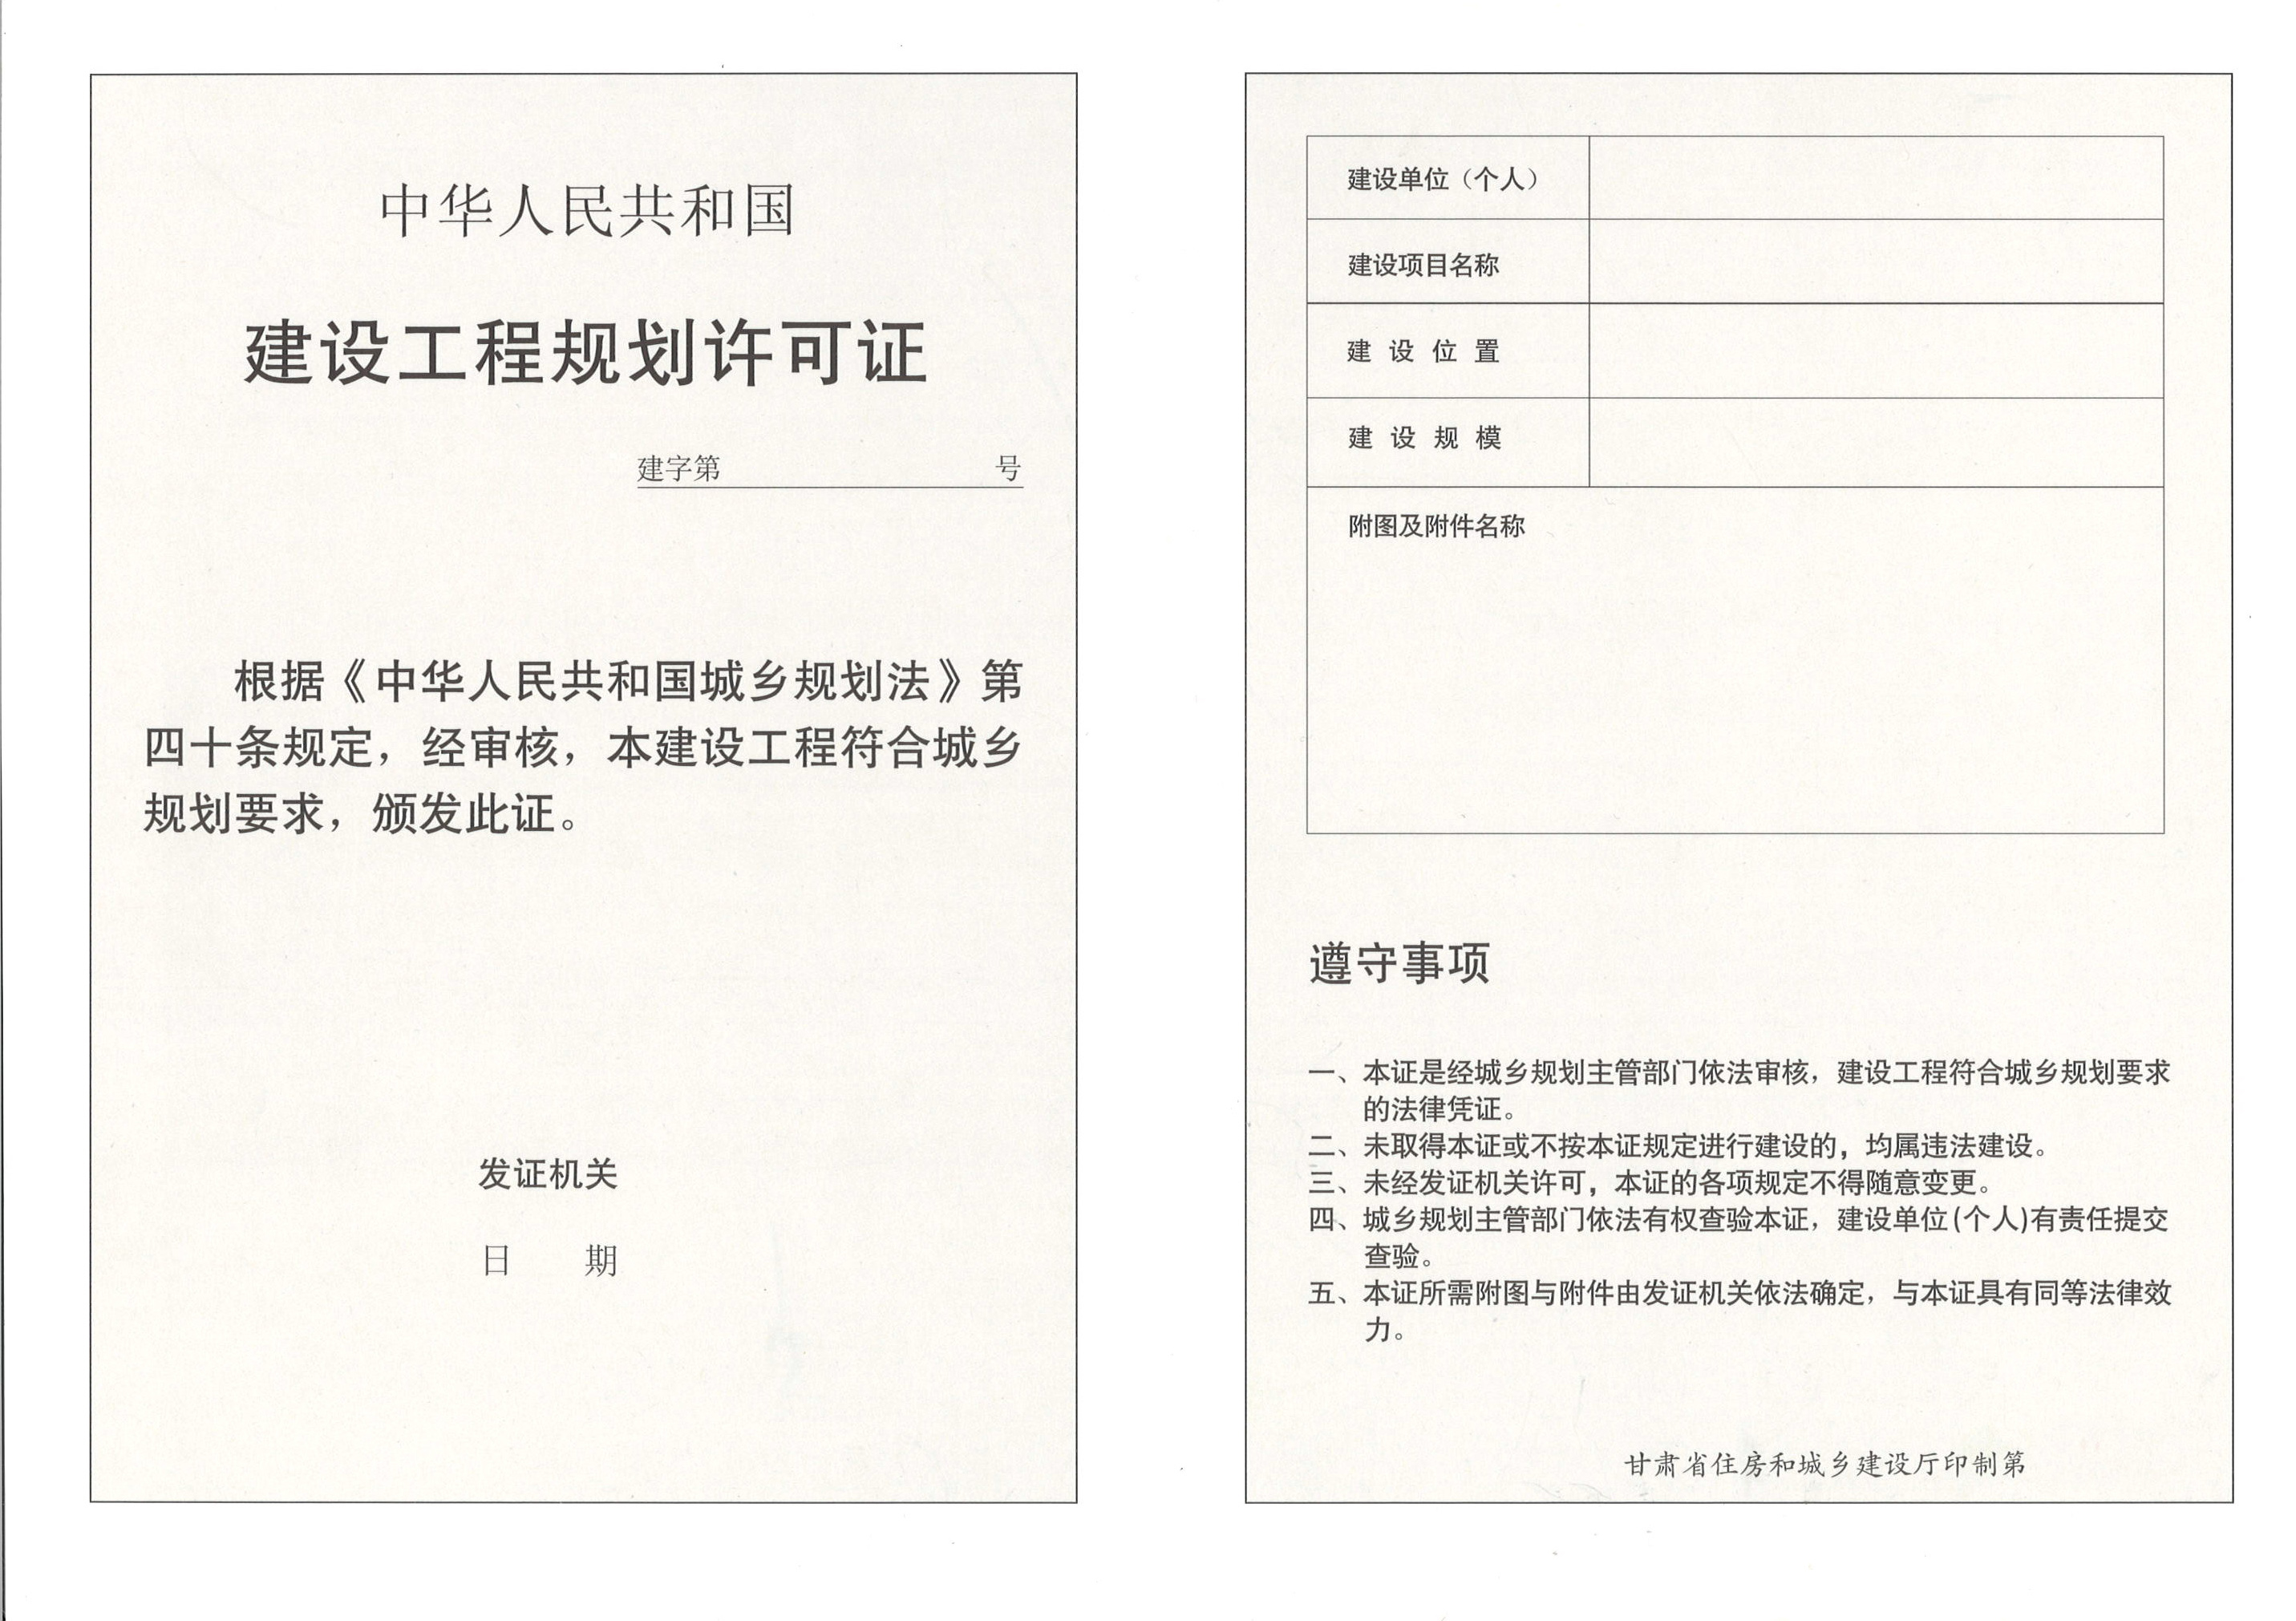 中华人民共和国
建设工程规划许可证
建字第 号
根据《中华人民共和国城乡规划法》第
四十条规定，经审核，本建设工程符合城乡
规划要求，颁发此证。
发证机关
日 期
建设单位（个人）
建设项目名称
建设位置
建设规模
附图及附件名称
遵守事项
一、本证是经城乡规划主管部门依法审核，建设工程符合城乡规划要求
的法律凭证。
二、未取得本证或不按本证规定进行建设的，均属违法建设。
三、未经发证机关许可，本证的各项规定不得随意变更。
四、城乡规划主管部门依法有权查验本证，建设单位(个人)有责任提交
查验。
五、本证所需附图与附件由发证机关依法确定，与本证具有同等法律效
力。
甘肃省住房和城乡建设厅印制第